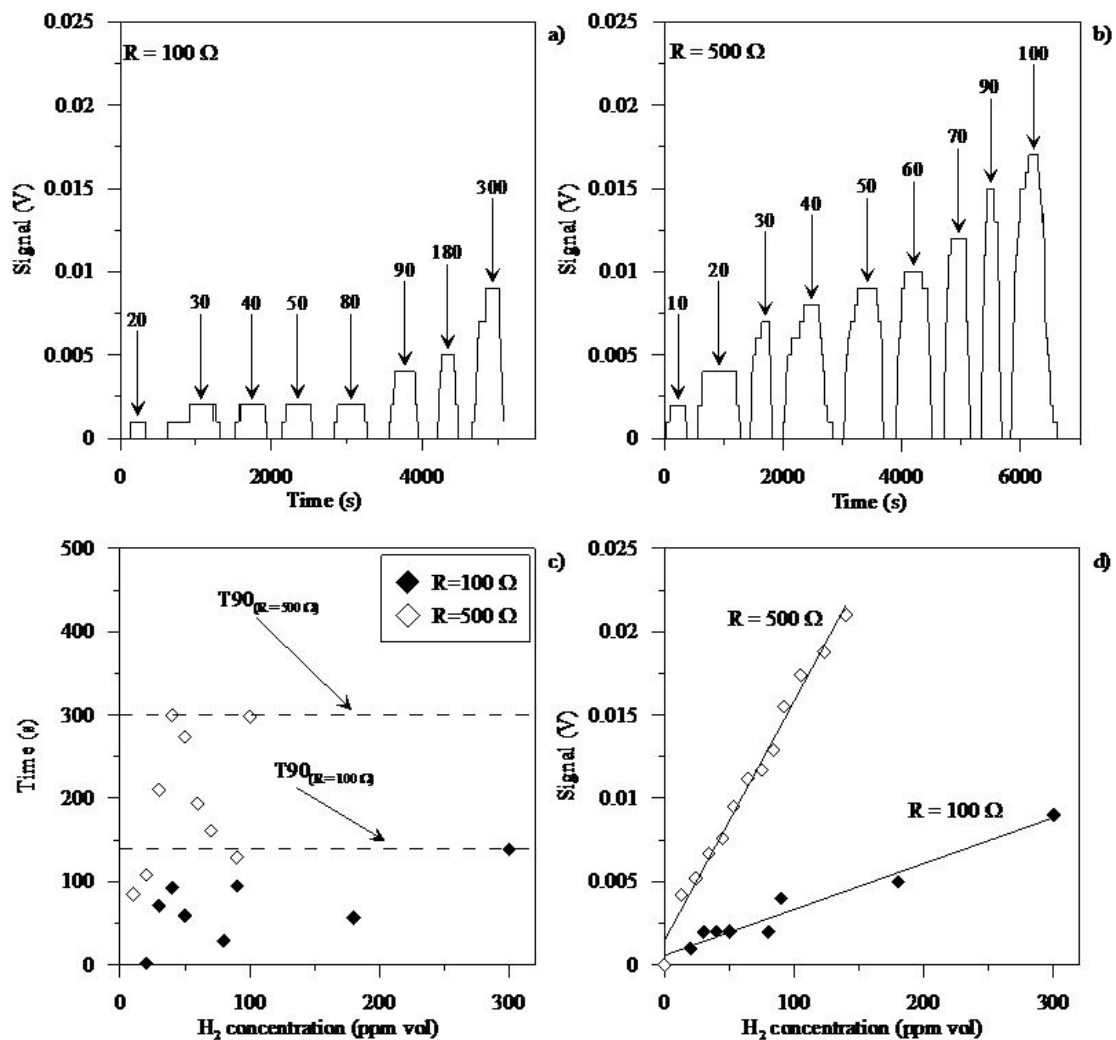 a)
R = 100 Ω
0.025
0.02
0.015
0.01
0.005
0
Signal (V)
20
30
40
50
80
90
180
300
0
2000
4000
Time (s)
b)
R = 500 Ω
0.025
0.02
0.015
0.01
0.005
0
Signal (V)
10
20
30
40
50
60
70
90
100
0
2000
4000
6000
Time (s)
c)
500
400
300
200
100
0
Time (s)
R=100 Ω
R=500 Ω
T90(R=500 Ω)
T90(R=100 Ω)
0
100
200
300
H2 concentration (ppm vol)
d)
0.025
0.02
0.015
0.01
0.005
0
Signal (V)
R = 500 Ω
R = 100 Ω
0
100
200
300
H2 concentration (ppm vol)